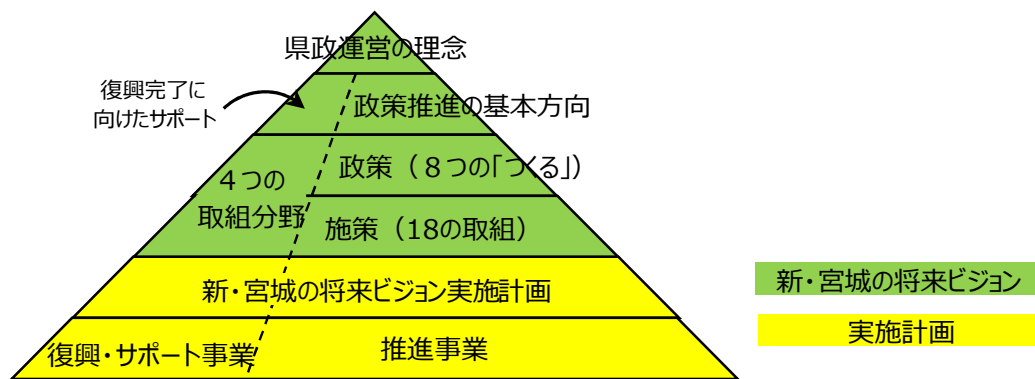 県政運営の理念
復興完了に
向けたサポート
政策推進の基本方向
4つの
取組分野
政策（８つの「つくる」）
施策（18の取組）
新・宮城の将来ビジョン実施計画
復興・サポート事業
推進事業
新・宮城の将来ビジョン
実施計画